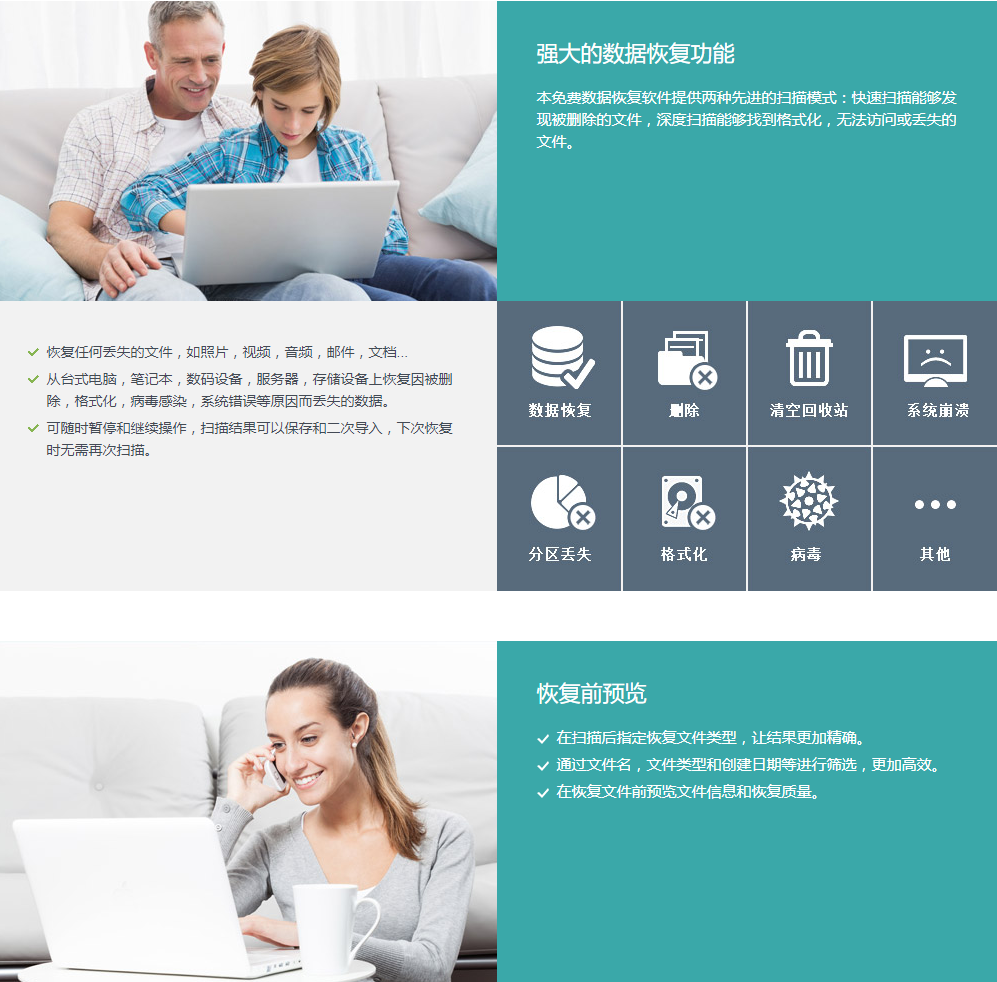 强大的数据恢复功能
本免费数据恢复软件提供两种先进的扫描模式：快速扫描能够发
现被删除的文件，深度扫描能够找到格式化，无法访问或丢失的
文件。
恢复任何丢失的文件，如照片，视频，音频，邮件，文档...
从台式电脑，笔记本，数码设备，服务器，存储设备上恢复因被删
除，格式化，病毒感染，系统错误等原因而丢失的数据。
可随时暂停和继续操作，扫描结果可以保存和二次导入，下次恢复
时无需再次扫描。
数据恢复
删除
清空回收站
系统崩溃
分区丢失
格式化
病毒
其他
恢复前预览
在扫描后指定恢复文件类型，让结果更加精确。
通过文件名，文件类型和创建日期等进行筛选，更加高效。
在恢复文件前预览文件信息和恢复质量。